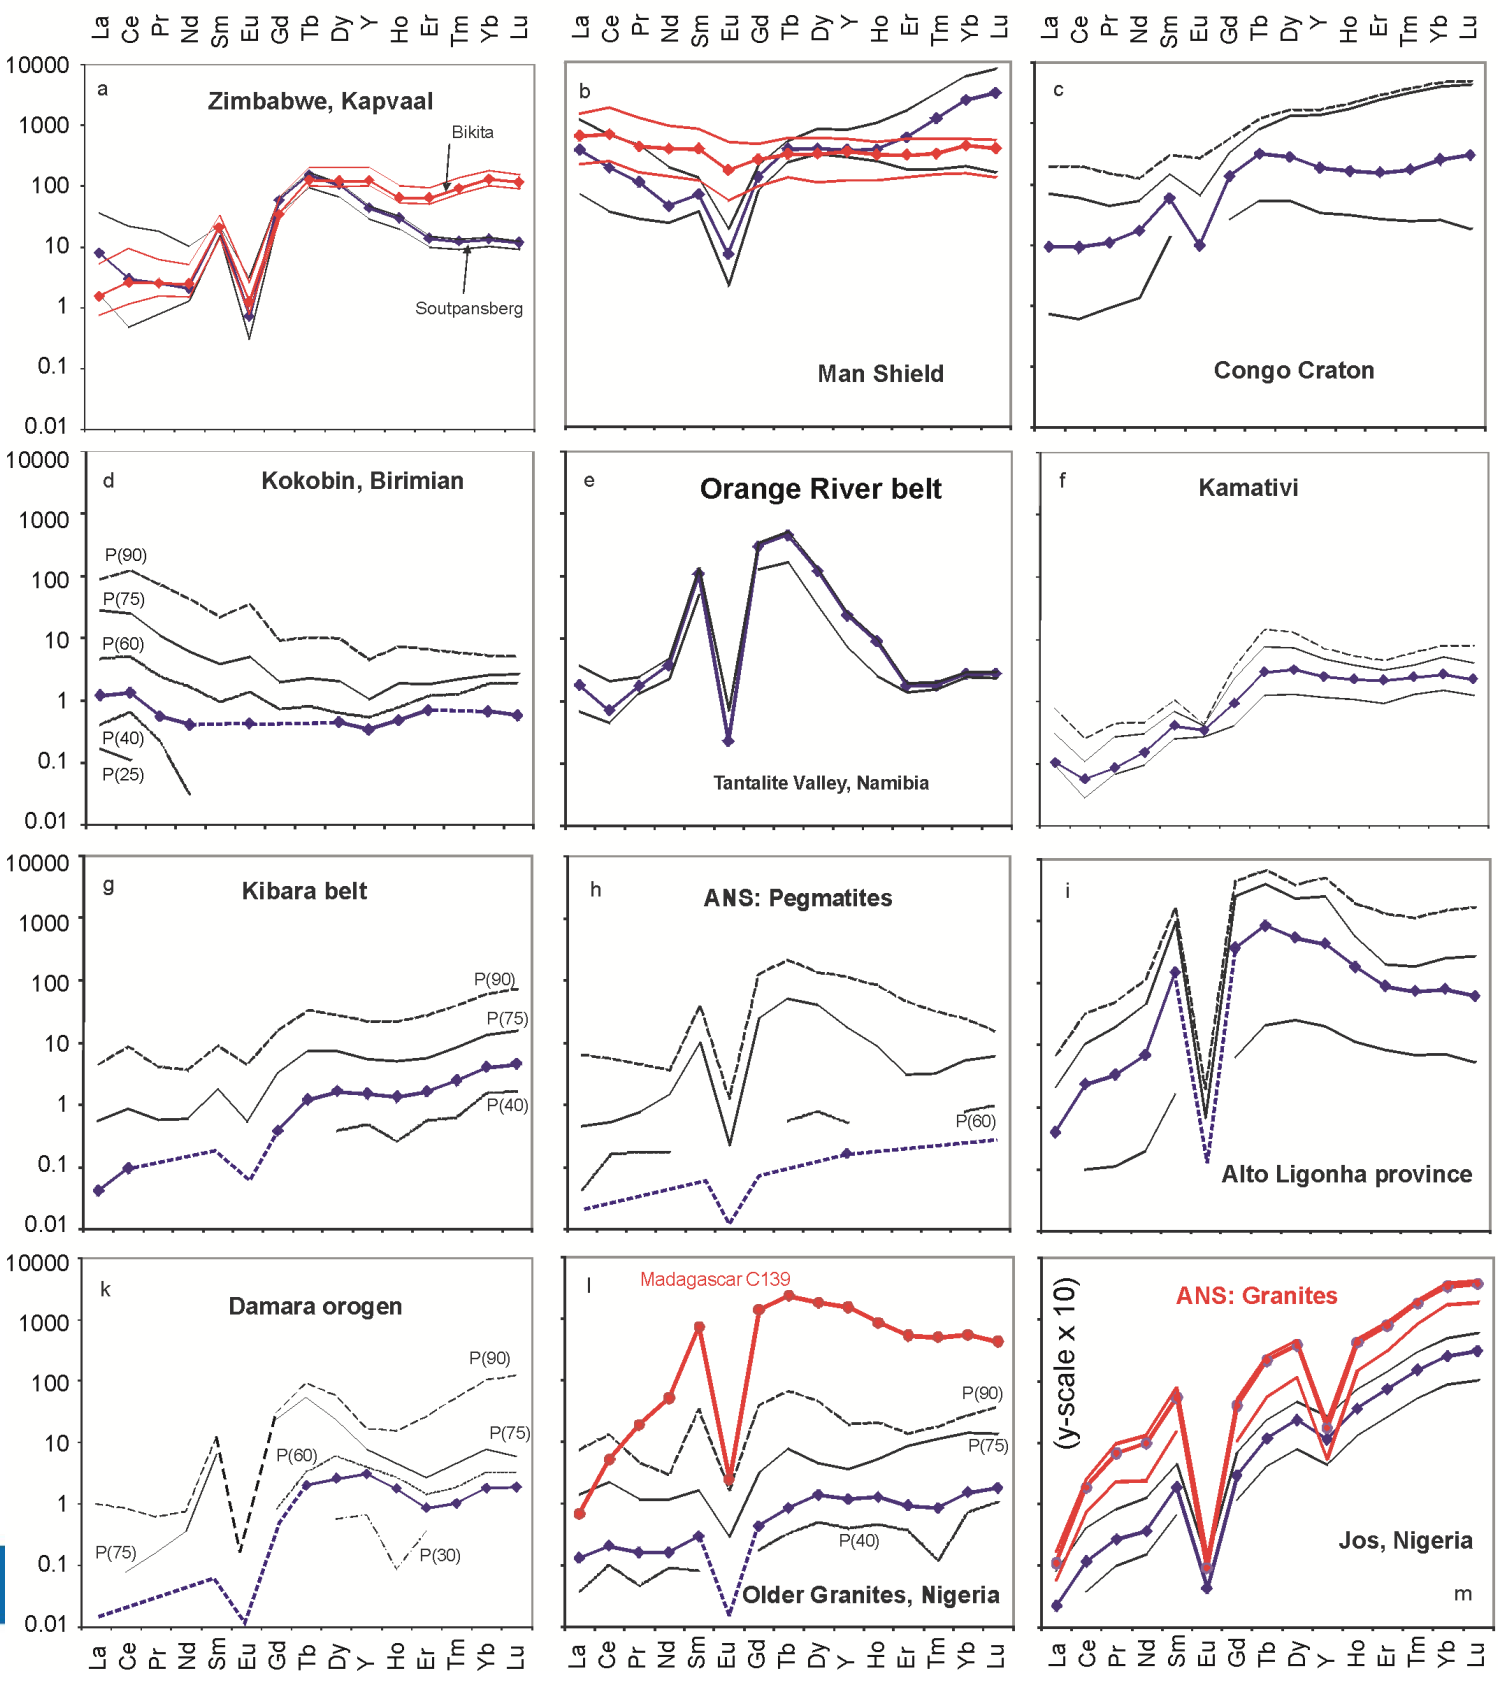 La Ce Pr Nd Sm Eu Gd Tb Dy Y Ho Er Tm Yb Lu
La Ce Pr Nd Sm Eu Gd Tb Dy Y Ho Er Tm Yb Lu
La Ce Pr Nd Sm Eu Gd Tb Dy Y Ho Er Tm Yb Lu
10000
1000
100
10
1
0.1
0.01
a
Zimbabwe, Kapvaal
Bikita
Soutpansberg
b
Man Shield
c
Congo Craton
10000
1000
100
10
1
0.1
0.01
d
Kokobin, Birimian
P(90)
P(75)
P(60)
P(40)
P(25)
e
Orange River belt
Tantalite Valley, Namibia
f
Kamativi
10000
1000
100
10
1
0.1
0.01
g
Kibara belt
P(90)
P(75)
P(40)
h
ANS: Pegmatites
P(60)
i
Alto Ligonha province
10000
1000
100
10
1
0.1
0.01
k
Damara orogen
P(90)
P(75)
P(60)
P(75)
P(30)
l
Madagascar C139
P(90)
P(75)
P(40)
Older Granites, Nigeria
(y-scale x 10)
ANS: Granites
Jos, Nigeria
m
La Ce Pr Nd Sm Eu Gd Tb Dy Y Ho Er Tm Yb Lu
La Ce Pr Nd Sm Eu Gd Tb Dy Y Ho Er Tm Yb Lu
La Ce Pr Nd Sm Eu Gd Tb Dy Y Ho Er Tm Yb Lu